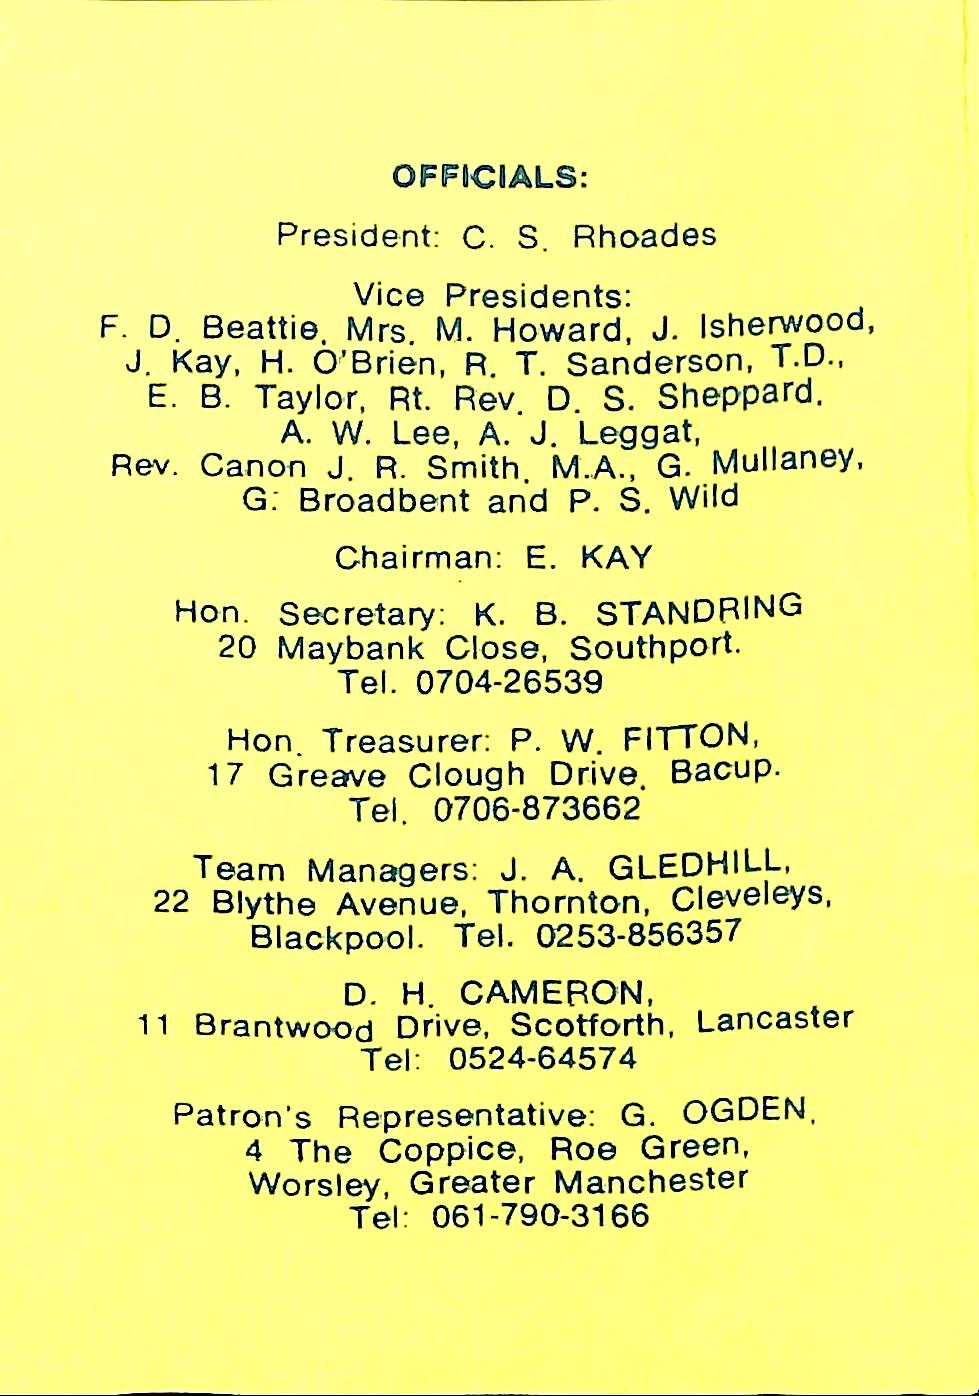 OFFICIALS:
President: C. S. Rhoades
Vice Presidents:
F. D. Beattie, Mrs. M. Howard, J. Isherwood,
J. Kay, H. O'Brien, R. T. Sanderson, T.D.,
E. B. Taylor, Rt. Rev. D. S. Sheppard,
A. W. Lee, A. J. Leggat,
Rev. Canon J. R. Smith, M.A., G. Mullaney,
G. Broadbent and P. S. Wild
Chairman: E. KAY
Hon. Secretary: K. B. STANDRING
20 Maybank Close, Southport.
Tel. 0704-26539
Hon. Treasurer: P. W. FITTON,
17 Greave Clough Drive, Bacup.
Tel. 0706-873662
Team Managers: J. A. GLEDHILL,
22 Blythe Avenue, Thornton, Cleveleys,
Blackpool. Tel. 0253-856357
D. H. CAMERON,
11 Brantwood Drive, Scotforth, Lancaster
Tel: 0524-64574
Patron's Representative: G. OGDEN,
4 The Coppice, Roe Green,
Worsley, Greater Manchester
Tel: 061-790-3166